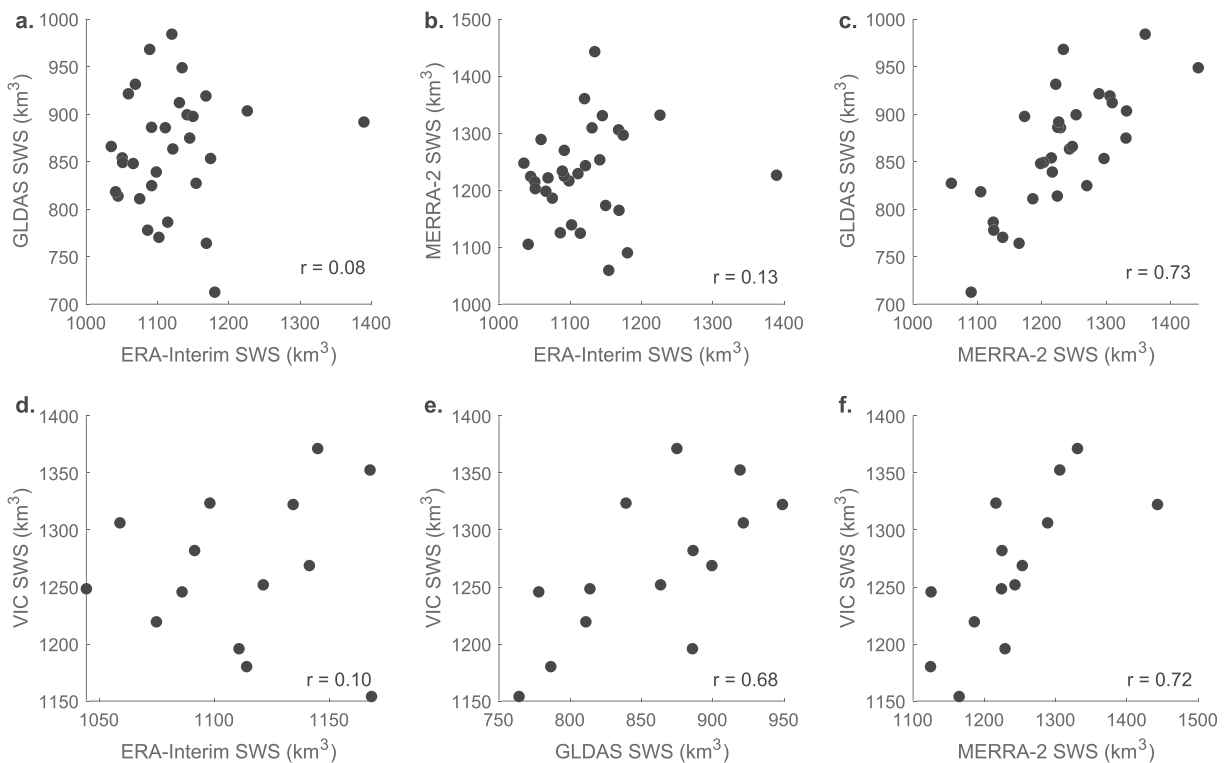 a.
1000
950
900
850
800
750
700
GLDAS SWS (km³)
1000 1100 1200 1300 1400
ERA-Interim SWS (km³)
r = 0.08
b.
1500
1400
1300
1200
1100
1000
MERRA-2 SWS (km³)
1000 1100 1200 1300 1400
ERA-Interim SWS (km³)
r = 0.13
c.
1000
950
900
850
800
750
700
GLDAS SWS (km³)
1000 1100 1200 1300 1400
MERRA-2 SWS (km³)
r = 0.73
d.
1400
1350
1300
1250
1200
1150
VIC SWS (km³)
1050 1100 1150
ERA-Interim SWS (km³)
r = 0.10
e.
1400
1350
1300
1250
1200
1150
VIC SWS (km³)
750 800 850 900 950
GLDAS SWS (km³)
r = 0.68
f.
1400
1350
1300
1250
1200
1150
VIC SWS (km³)
1100 1200 1300 1400 1500
MERRA-2 SWS (km³)
r = 0.72